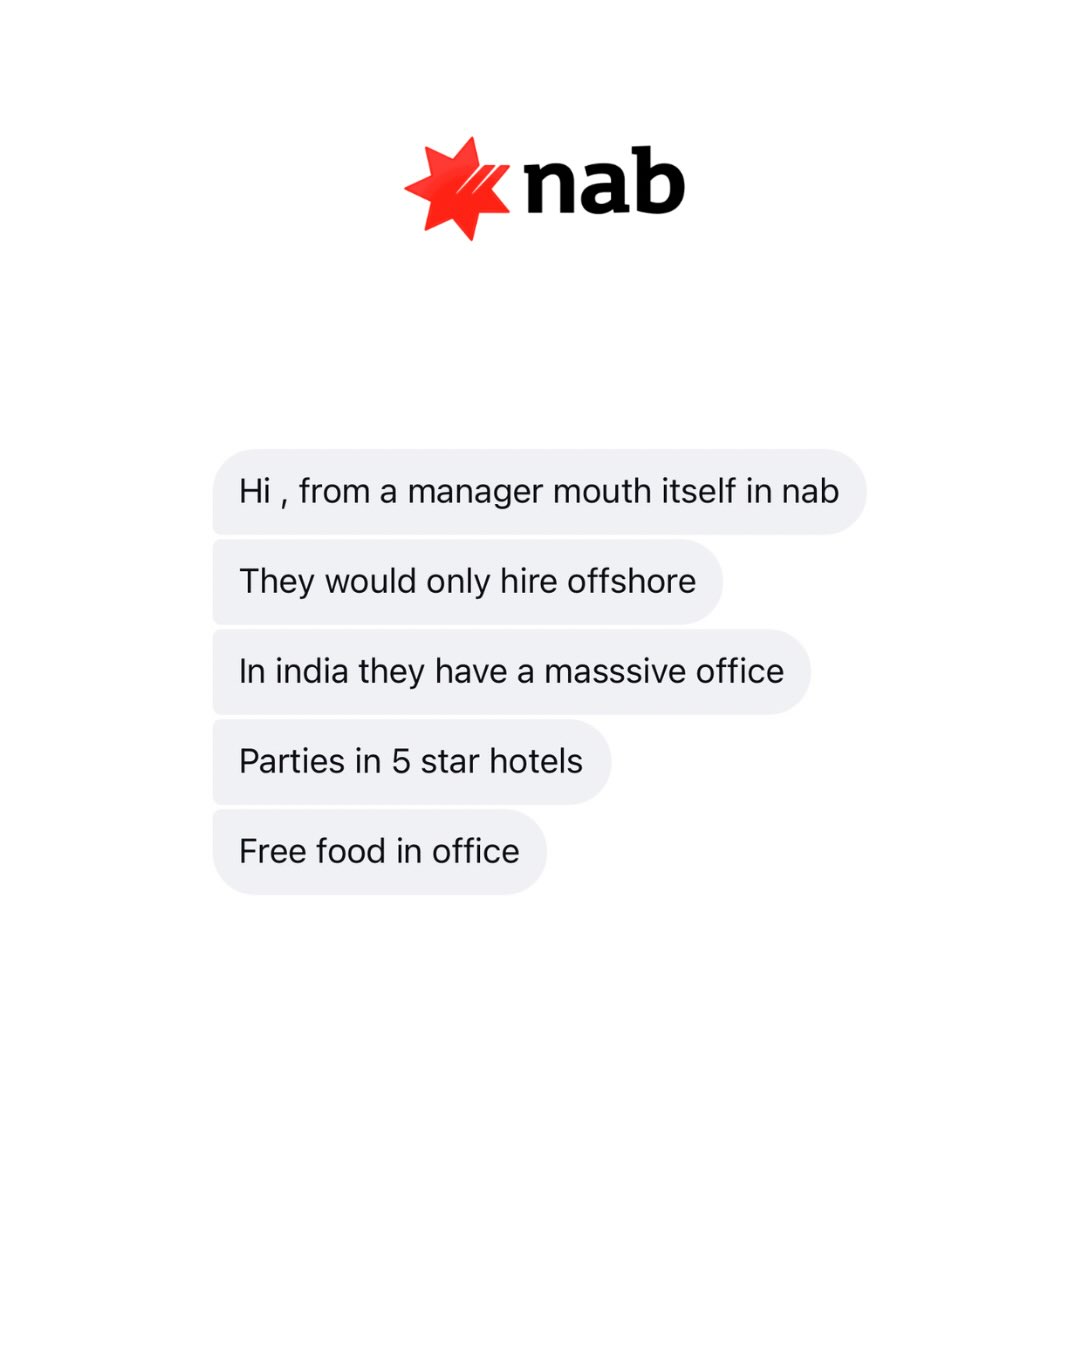 nab
Hi , from a manager mouth itself in nab
They would only hire offshore
In india they have a masssive office
Parties in 5 star hotels
Free food in office